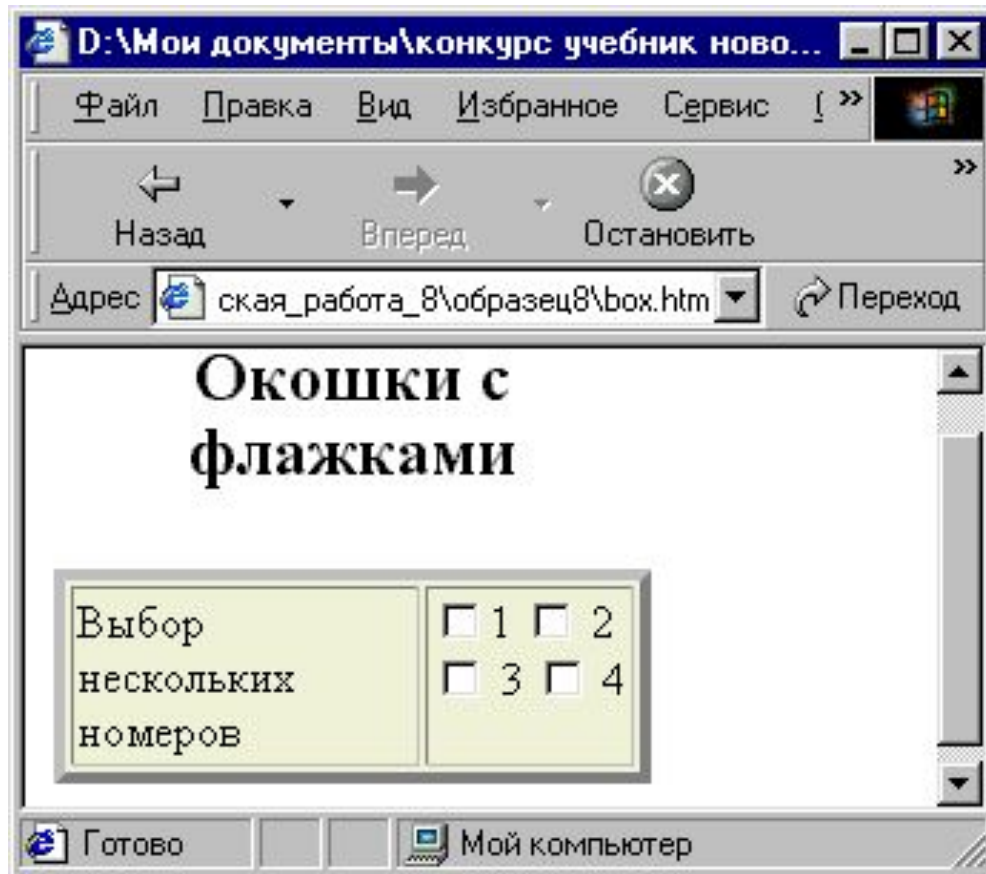 D:\Мои документы\конкурс учебник ново...
Файл Правка Вид Избранное Сервис »
Назад Вперед Остановить »
Адрес ская_работа_8\образец8\box.htm Переход
Окошки с
флажками
Выбор
нескольких
номеров
1 2
3 4
Готово Мой компьютер